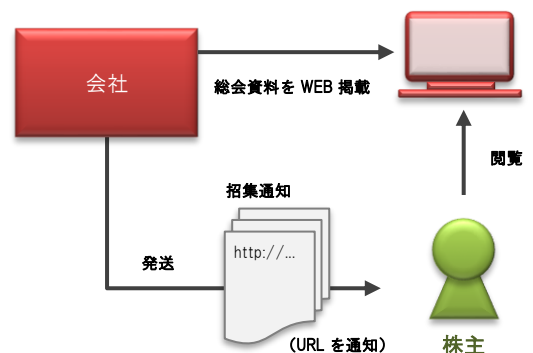 会社
総会資料を WEB 掲載
閲覧
招集通知
発送
http://...
（URL を通知）
株主